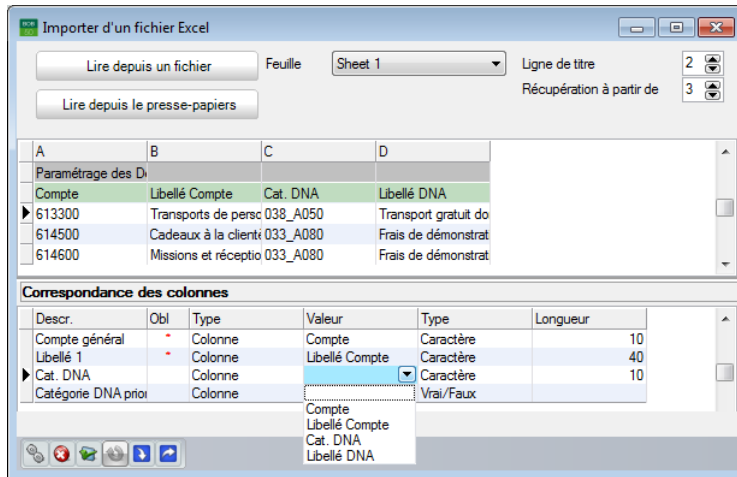 Importer d'un fichier Excel
Lire depuis un fichier Feuille Sheet 1 Ligne de titre 2
Lire depuis le presse-papiers Récupération à partir de 3
A B C D
Paramétrage des D
Compte Libellé Compte Cat. DNA Libellé DNA
613300 Transports de perso 038_A050 Transport gratuit do
614500 Cadeaux à la clientè 033_A080 Frais de démonstrat
614600 Missions et réceptio 033_A080 Frais de démonstrat
Correspondance des colonnes
Descr. Obl Type Valeur Type Longueur
Compte général * Colonne Compte Caractère 10
Libellé 1 * Colonne Libellé Compte Caractère 40
Cat. DNA Colonne Caractère 10
Catégorie DNA prior Colonne Vrai/Faux
Compte
Libellé Compte
Cat. DNA
Libellé DNA